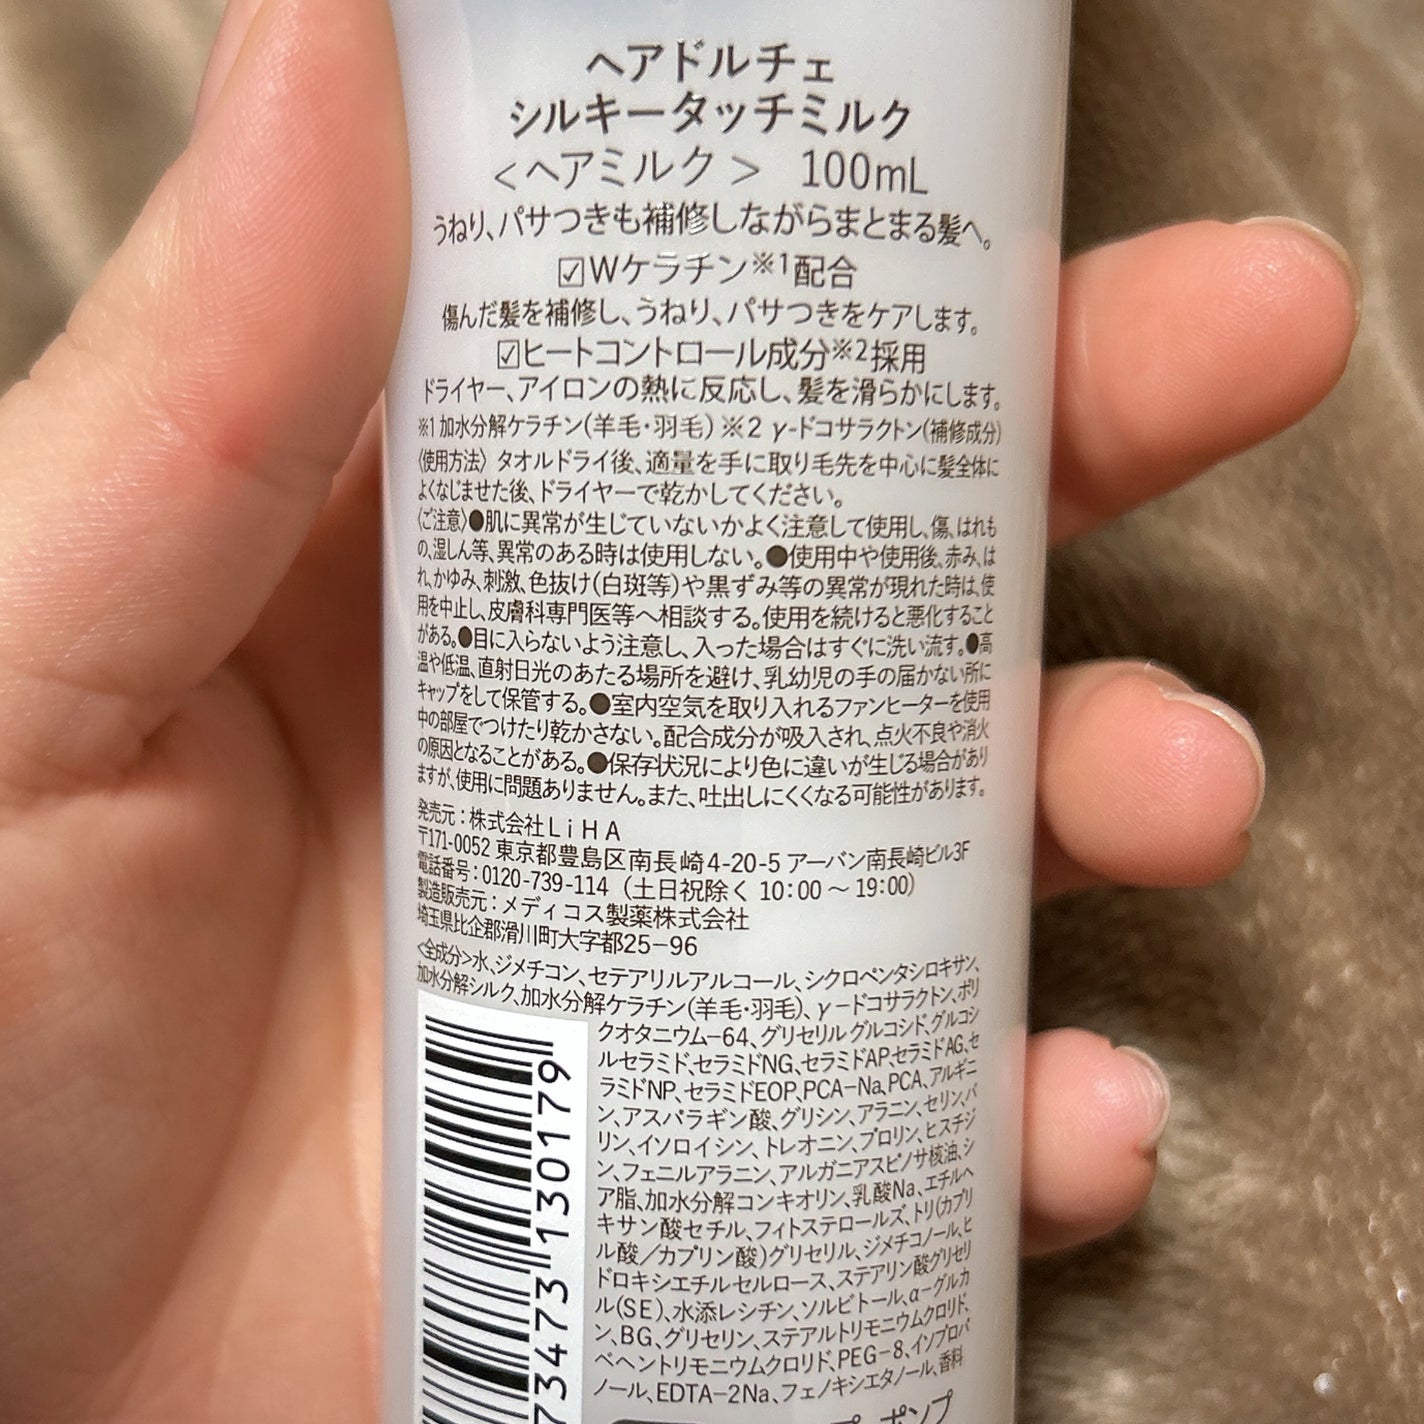 ヘアドルチェ
シルキータッチミルク
<ヘアミルク> 100mL
うねり、パサつきも補修しながらまとまる髪へ。
☑Wケラチン※1配合
傷んだ髪を補修し、うねり、パサつきをケアします。
☑ヒートコントロール成分※2採用
ドライヤー、アイロンの熱に反応し、髪を滑らかにします。
※1 加水分解ケラチン(羊毛・羽毛) ※2 γ-ドコサラクトン(補修成分)
〈使用方法〉 タオルドライ後、適量を手に取り毛先を中心に髪全体に
よくなじませた後、ドライヤーで乾かしてください。
〈ご注意〉●肌に異常が生じていないかよく注意して使用し、傷、はれも
の、湿しん等、異常のある時は使用しない。●使用中や使用後、赤み、は
れ、かゆみ、刺激、色抜け(白斑等)や黒ずみ等の異常が現れた時は、使
用を中止し、皮膚科専門医等へ相談する。使用を続けると悪化すること
がある。●目に入らないよう注意し、入った場合はすぐに洗い流す。●高
温や低温、直射日光のあたる場所を避け、乳幼児の手の届かない所に
キャップをして保管する。●室内空気を取り入れるファンヒーターを使用
中の部屋でつけたり乾かさない。配合成分が吸入され、点火不良や消火
の原因となることがある。●保存状況により色に違いが生じる場合があり
ますが、使用に問題ありません。また、吐出しにくくなる可能性があります。
発売元：株式会社LiHA
〒171-0052 東京都豊島区南長崎4-20-5 アーバン南長崎ビル3F
電話番号：0120-739-114 (土日祝除く 10：00 ～ 19：00)
製造販売元：メディコス製薬株式会社
埼玉県比企郡滑川町大字都25−96
<全成分>水、ジメチコン、セテアリルアルコール、シクロペンタシロキサン、
加水分解シルク、加水分解ケラチン(羊毛・羽毛)、γ−ドコサラクトン、ポリ
クオタニウム−64、グリセリルグルコシド、グルコシ
ルセラミド、セラミドNG、セラミドAP、セラミドAG、セ
ラミドNP、セラミドEOP、PCA−Na、PCA、アルギニ
ン、アスパラギン酸、グリシン、アラニン、セリン、バ
リン、イソロイシン、トレオニン、プロリン、ヒスチジ
ン、フェニルアラニン、アルガニアスピノサ核油、シ
ア脂、加水分解コンキオリン、乳酸Na、エチルヘ
キサン酸セチル、フィトステロールズ、トリ(カプリ
ル酸／カプリン酸)グリセリル、ジメチコノール、ヒ
ドロキシエチルセルロース、ステアリン酸グリセリ
ル(SE)、水添レシチン、ソルビトール、α−グルカ
ン、BG、グリセリン、ステアルトリモニウムクロリド、
ベヘントリモニウムクロリド、PEG−8、イソプロパ
ノール、EDTA−2Na、フェノキシエタノール、香料
73473 130179
ポンプ